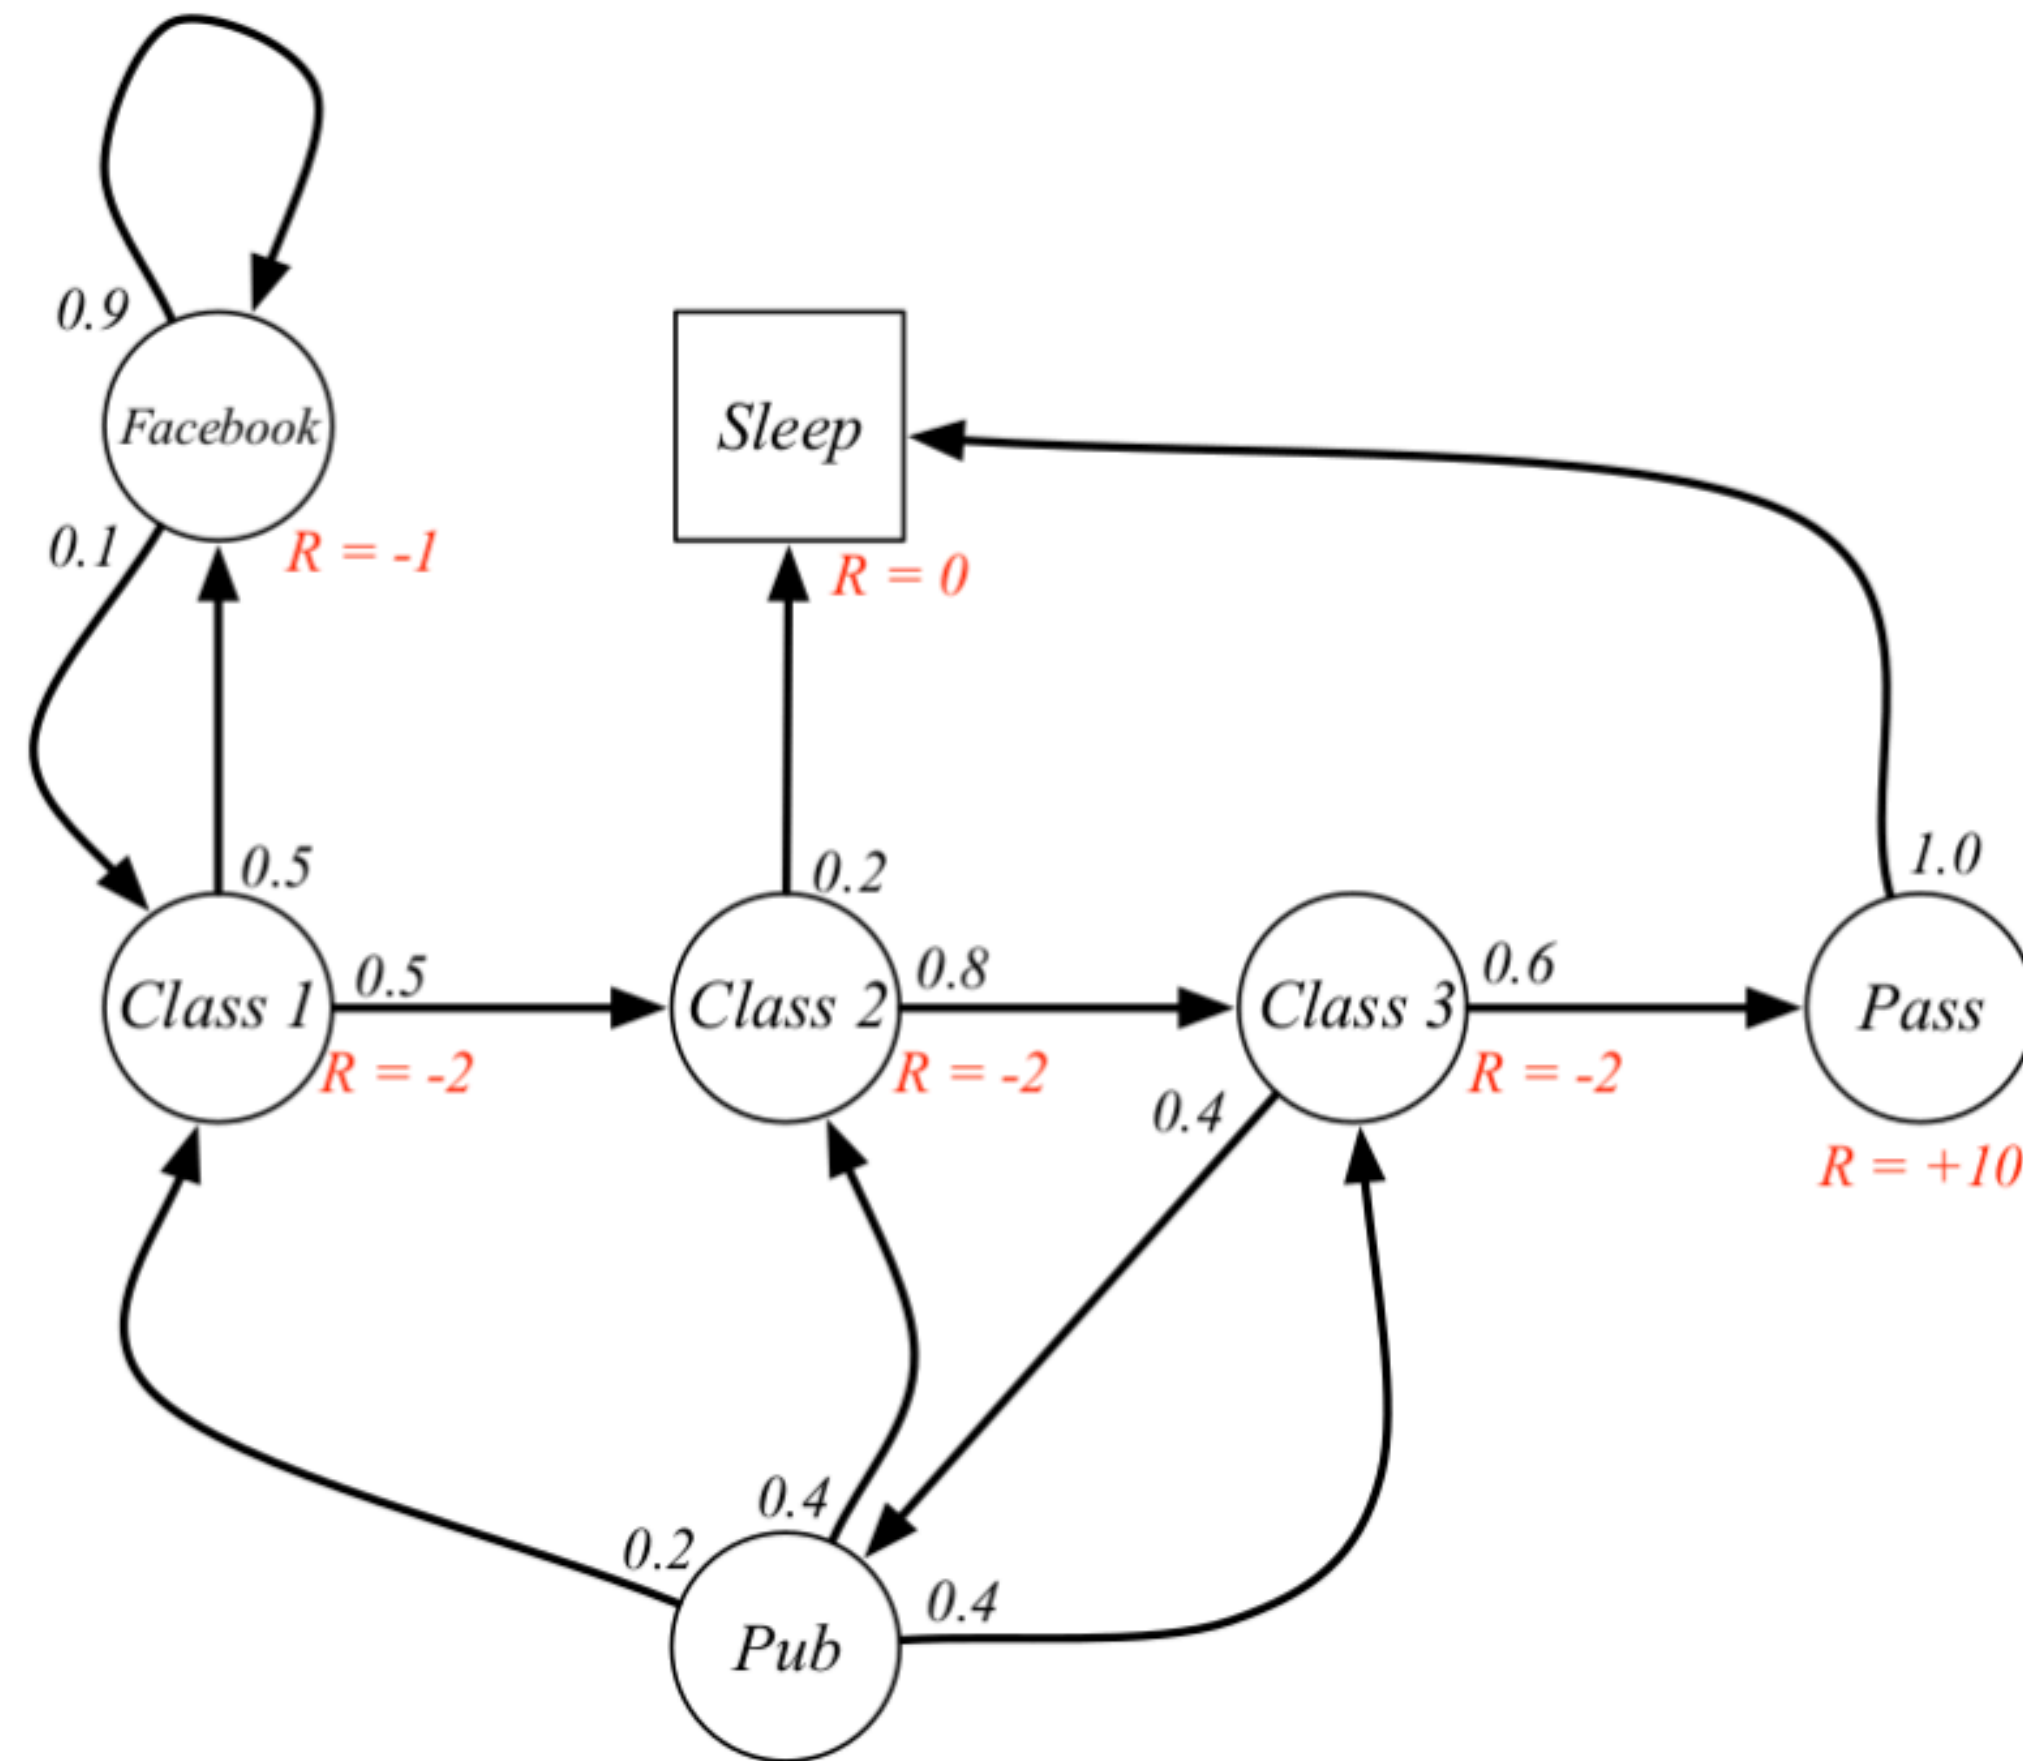 0.9
Facebook
Sleep
0.1
R = -1
R = 0
0.5
0.2
1.0
0.5
0.8
0.6
Class 1
Class 2
Class 3
Pass
R = -2
R = -2
R = -2
0.4
R = +10
0.4
0.2
0.4
Pub